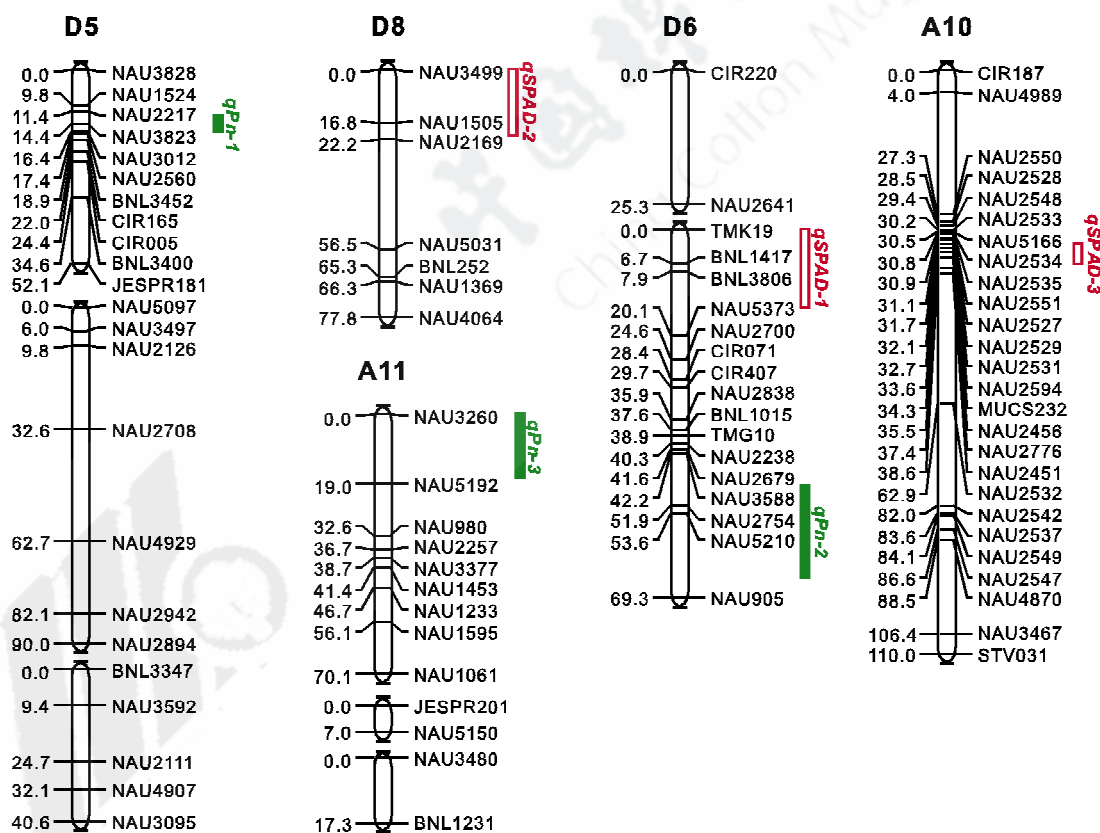 D5
0.0 NAU3828
9.8 NAU1524
11.4 NAU2217
14.4 NAU3823
16.4 NAU3012
17.4 NAU2560
18.9 BNL3452
22.0 CIR165
24.4 CIR005
34.6 BNL3400
52.1 JESPR181
qPn-1
0.0 NAU5097
6.0 NAU3497
9.8 NAU2126
32.6 NAU2708
62.7 NAU4929
82.1 NAU2942
90.0 NAU2894
0.0 BNL3347
9.4 NAU3592
24.7 NAU2111
32.1 NAU4907
40.6 NAU3095
D8
0.0 NAU3499
16.8 NAU1505
22.2 NAU2169
56.5 NAU5031
65.3 BNL252
66.3 NAU1369
77.8 NAU4064
qSPAD-2
A11
0.0 NAU3260
19.0 NAU5192
32.6 NAU980
36.7 NAU2257
38.7 NAU3377
41.4 NAU1453
46.7 NAU1233
56.1 NAU1595
70.1 NAU1061
qPn-3
0.0 JESPR201
7.0 NAU5150
0.0 NAU3480
17.3 BNL1231
D6
0.0 CIR220
25.3 NAU2641
0.0 TMK19
6.7 BNL1417
7.9 BNL3806
20.1 NAU5373
24.6 NAU2700
28.4 CIR071
29.7 CIR407
35.9 NAU2838
37.6 BNL1015
38.9 TMG10
40.3 NAU2238
41.6 NAU2679
42.2 NAU3588
51.9 NAU2754
53.6 NAU5210
69.3 NAU905
qSPAD-1
qPn-2
A10
0.0 CIR187
4.0 NAU4989
27.3 NAU2550
28.5 NAU2528
29.4 NAU2548
30.2 NAU2533
30.5 NAU5166
30.8 NAU2534
30.9 NAU2535
31.1 NAU2551
31.7 NAU2527
32.1 NAU2529
32.7 NAU2531
33.6 NAU2594
34.3 MUCS232
35.5 NAU2456
37.4 NAU2776
38.6 NAU2451
62.9 NAU2532
82.0 NAU2542
83.6 NAU2537
84.1 NAU2549
86.6 NAU2547
88.5 NAU4870
106.4 NAU3467
110.0 STV031
qSPAD-3
China Cotton